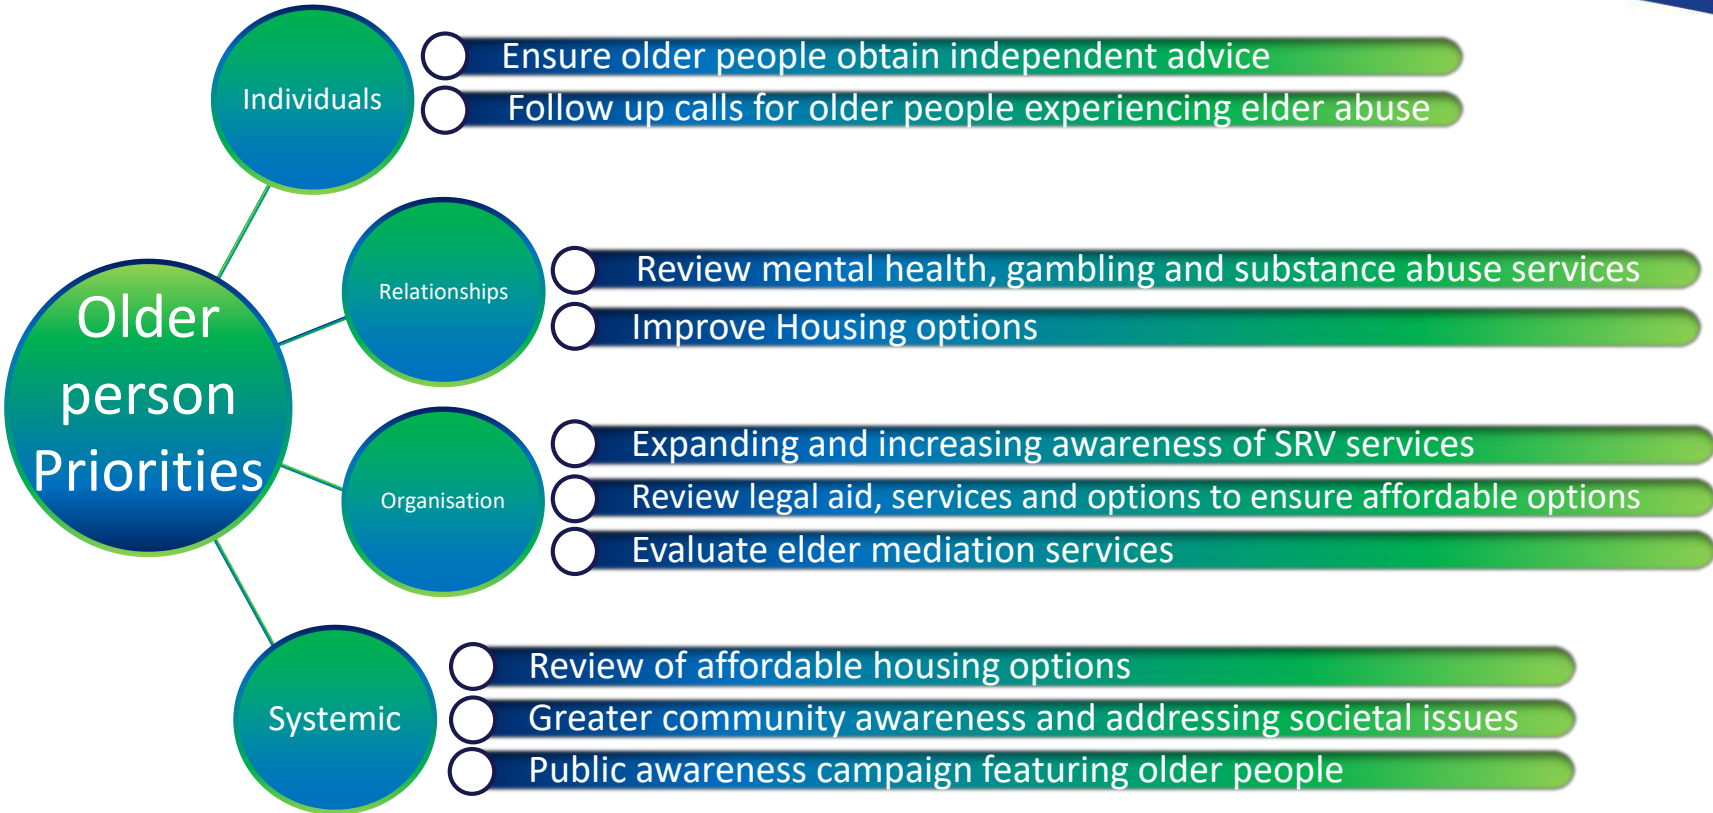 Older
person
Priorities
Individuals
Ensure older people obtain independent advice
Follow up calls for older people experiencing elder abuse
Relationships
Review mental health, gambling and substance abuse services
Improve Housing options
Organisation
Expanding and increasing awareness of SRV services
Review legal aid, services and options to ensure affordable options
Evaluate elder mediation services
Systemic
Review of affordable housing options
Greater community awareness and addressing societal issues
Public awareness campaign featuring older people